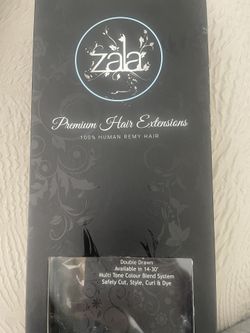 zala
Premium Hair Extensions
100% HUMAN REMY HAIR
Double Drawn
Available in 14-30"
Multi Tone Colour Blend System
Safely Cut, Style, Curl & Dye